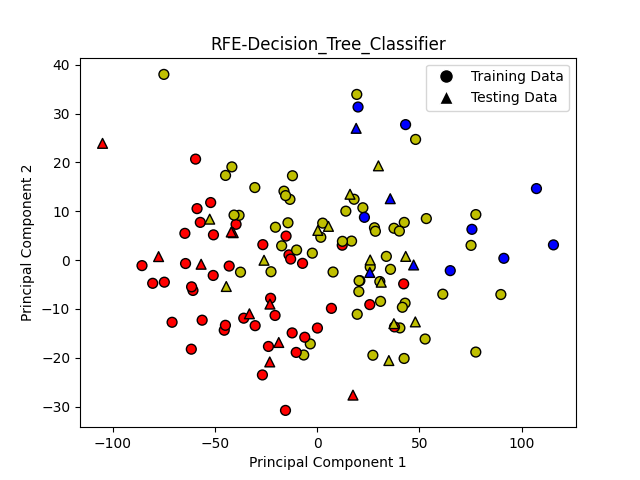 RFE-Decision_Tree_Classifier
Training Data
Testing Data
40
30
20
10
0
−10
−20
−30
Principal Component 2
−100
−50
0
50
100
Principal Component 1